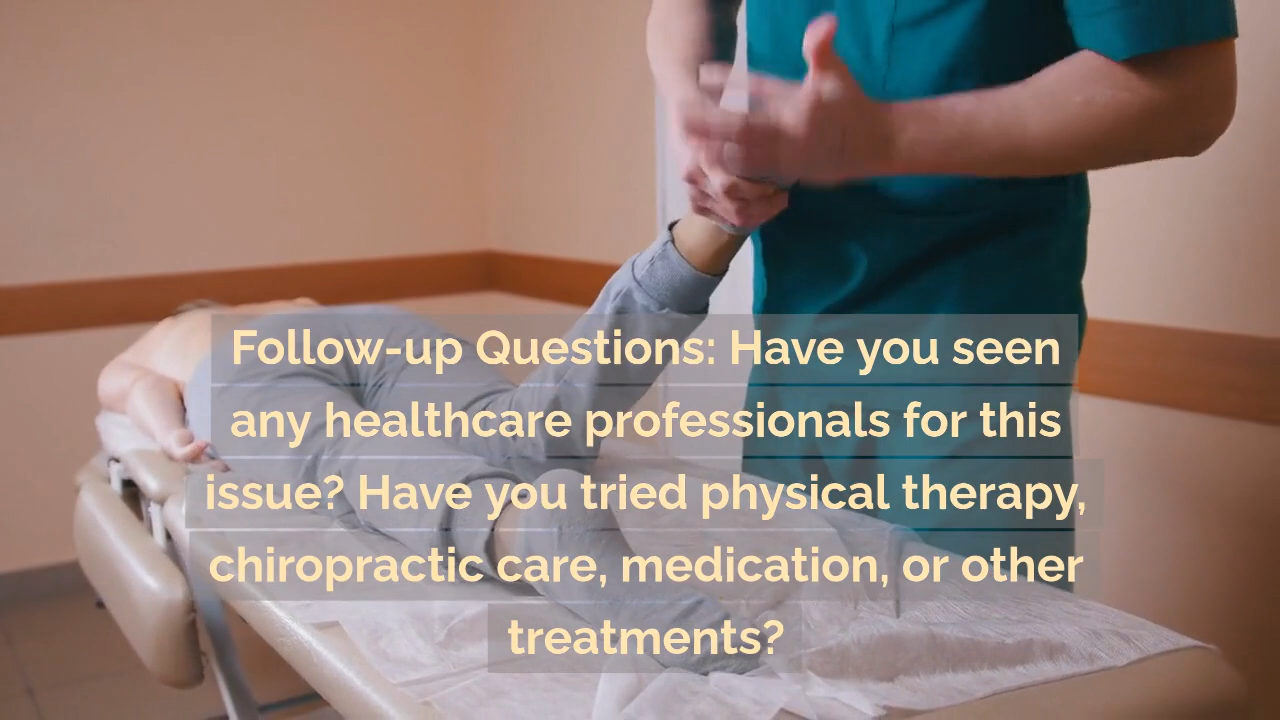 Follow-up Questions: Have you seen
any healthcare professionals for this
issue? Have you tried physical therapy,
chiropractic care, medication, or other
treatments?